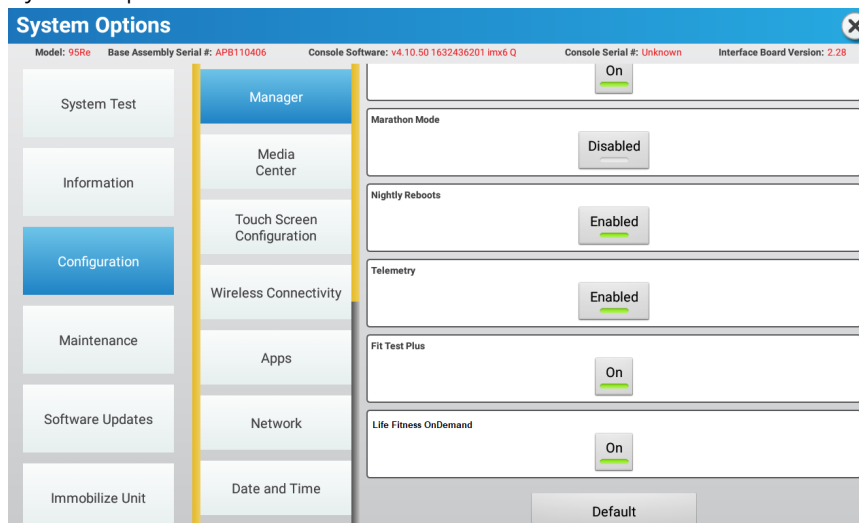 System Options
Model: 95Re Base Assembly Serial #: APB110406 Console Software: v4.10.50 1632436201 imx6 Q Console Serial #: Unknown Interface Board Version: 2.28
System Test
Information
Configuration
Maintenance
Software Updates
Immobilize Unit
Manager
Media
Center
Touch Screen
Configuration
Wireless Connectivity
Apps
Network
Date and Time
On
Marathon Mode
Disabled
Nightly Reboots
Enabled
Telemetry
Enabled
Fit Test Plus
On
Life Fitness OnDemand
On
Default